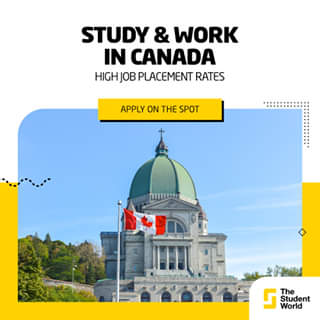 STUDY & WORK
IN CANADA
HIGH JOB PLACEMENT RATES
APPLY ON THE SPOT
The
Student
World